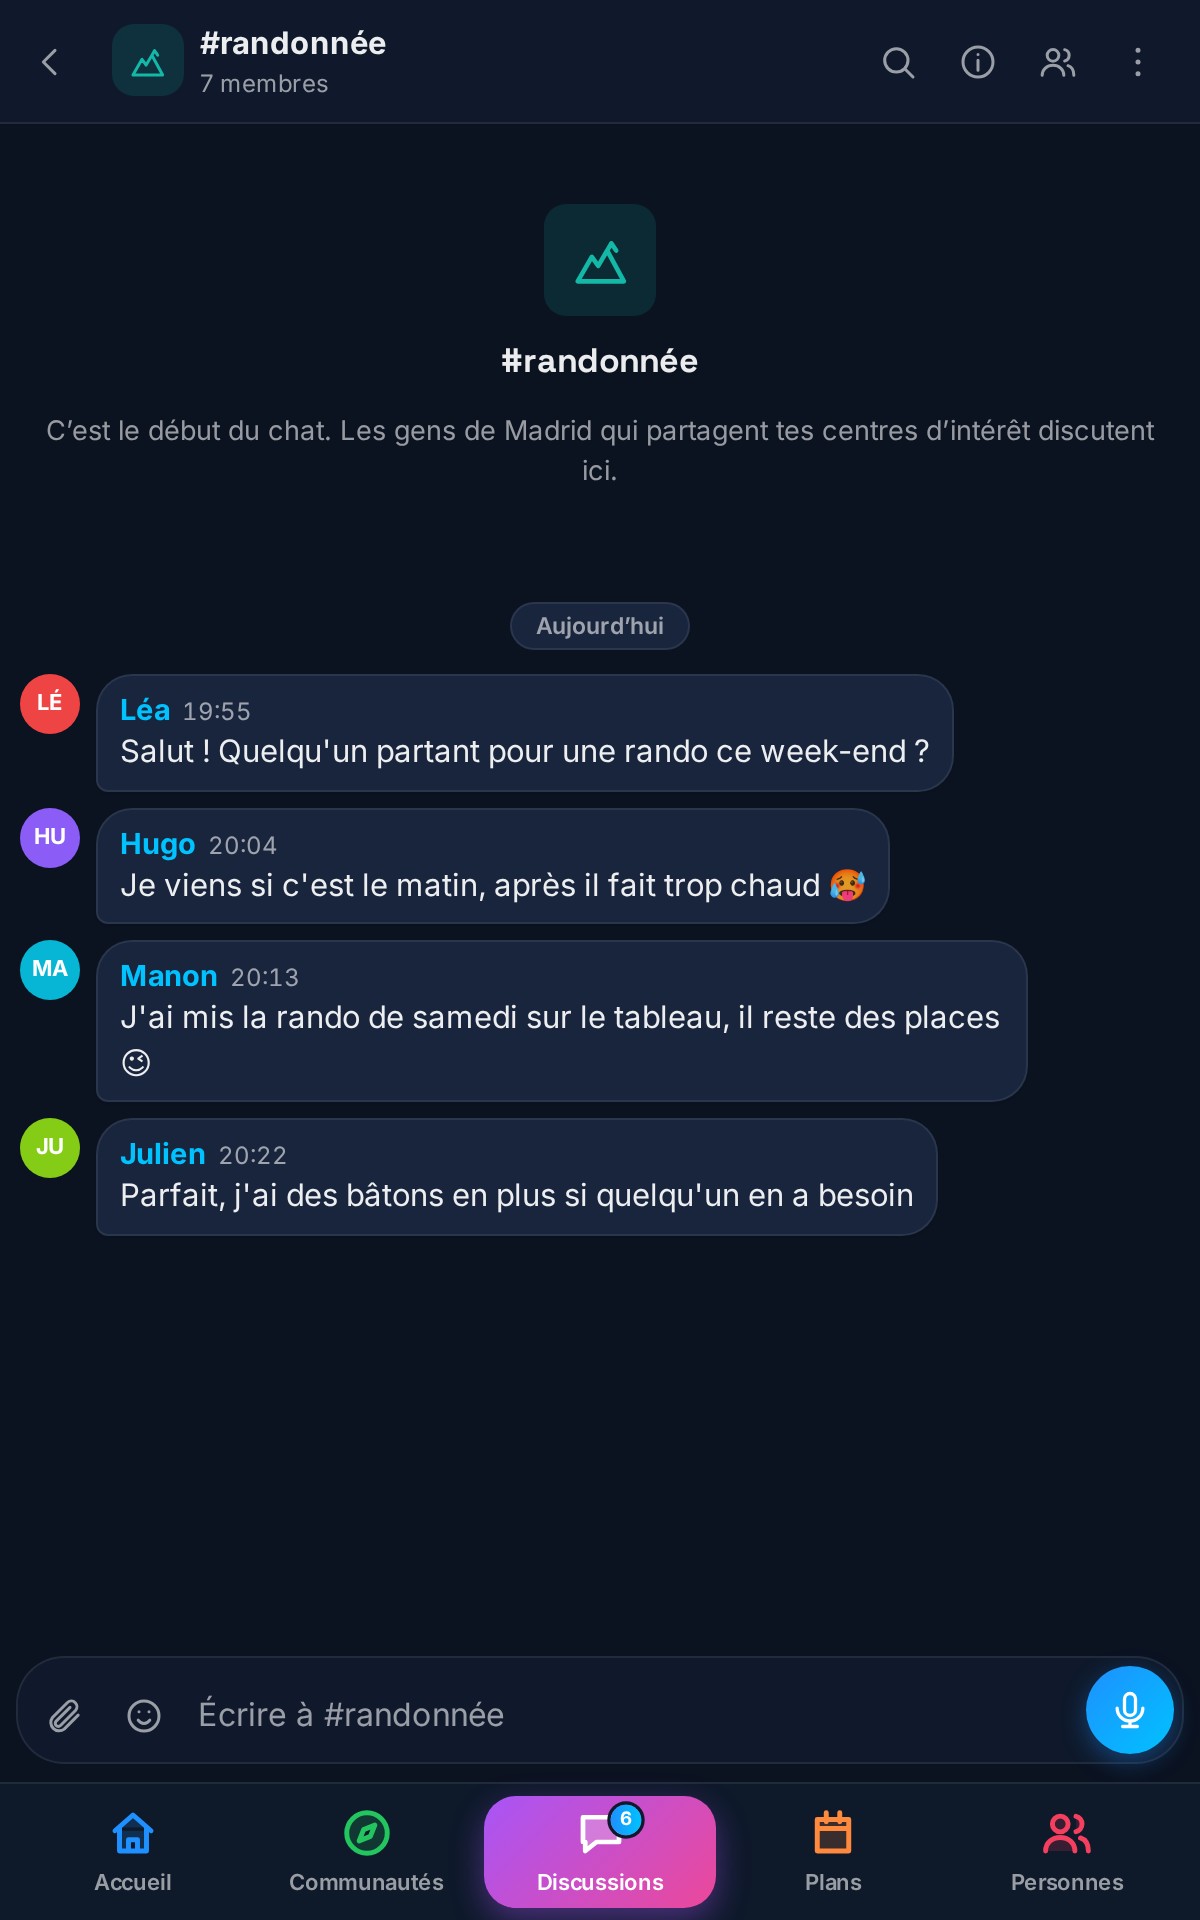 #randonnée
7 membres
#randonnée
C’est le début du chat. Les gens de Madrid qui partagent tes centres d’intérêt discutent
ici.
Aujourd’hui
LÉ
Léa 19:55
Salut ! Quelqu'un partant pour une rando ce week-end ?
HU
Hugo 20:04
Je viens si c'est le matin, après il fait trop chaud 🥵
MA
Manon 20:13
J'ai mis la rando de samedi sur le tableau, il reste des places
😉
JU
Julien 20:22
Parfait, j'ai des bâtons en plus si quelqu'un en a besoin
Écrire à #randonnée
6
Accueil
Communautés
Discussions
Plans
Personnes